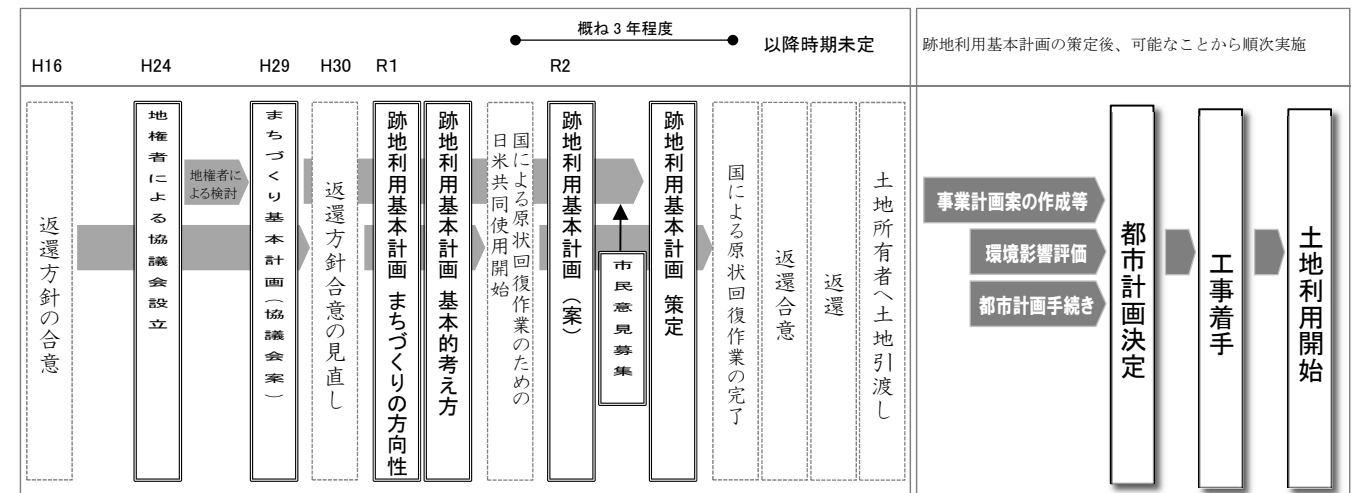 概ね 3 年程度
以降時期未定
跡地利用基本計画の策定後、可能なことから順次実施
H16
H24
H29
H30
R1
R2
返還方針の合意
地権者による協議会設立
地権者に
よる検討
まちづくり基本計画(協議会案)
返還方針合意の見直し
跡地利用基本計画 まちづくりの方向性
跡地利用基本計画 基本的考え方
国による原状回復作業のための
日米共同使用開始
跡地利用基本計画(案)
市民意見募集
跡地利用基本計画 策定
国による原状回復作業の完了
返還合意
返還
土地所有者へ土地引渡し
事業計画案の作成等
環境影響評価
都市計画手続き
都市計画決定
工事着手
土地利用開始